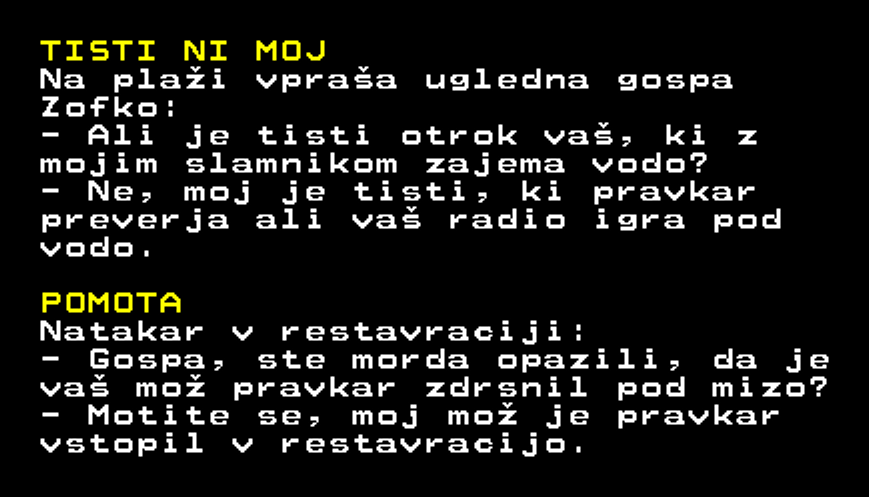 TISTI NI MOJ
Na plaži vpraša ugledna gospa
Zofko:
- Ali je tisti otrok vaš, ki z
mojim slamnikom zajema vodo?
- Ne, moj je tisti, ki pravkar
preverja ali vaš radio igra pod
vodo.
POMOTA
Natakar v restavraciji:
- Gospa, ste morda opazili, da je
vaš mož pravkar zdrsnil pod mizo?
- Motite se, moj mož je pravkar
vstopil v restavracijo.